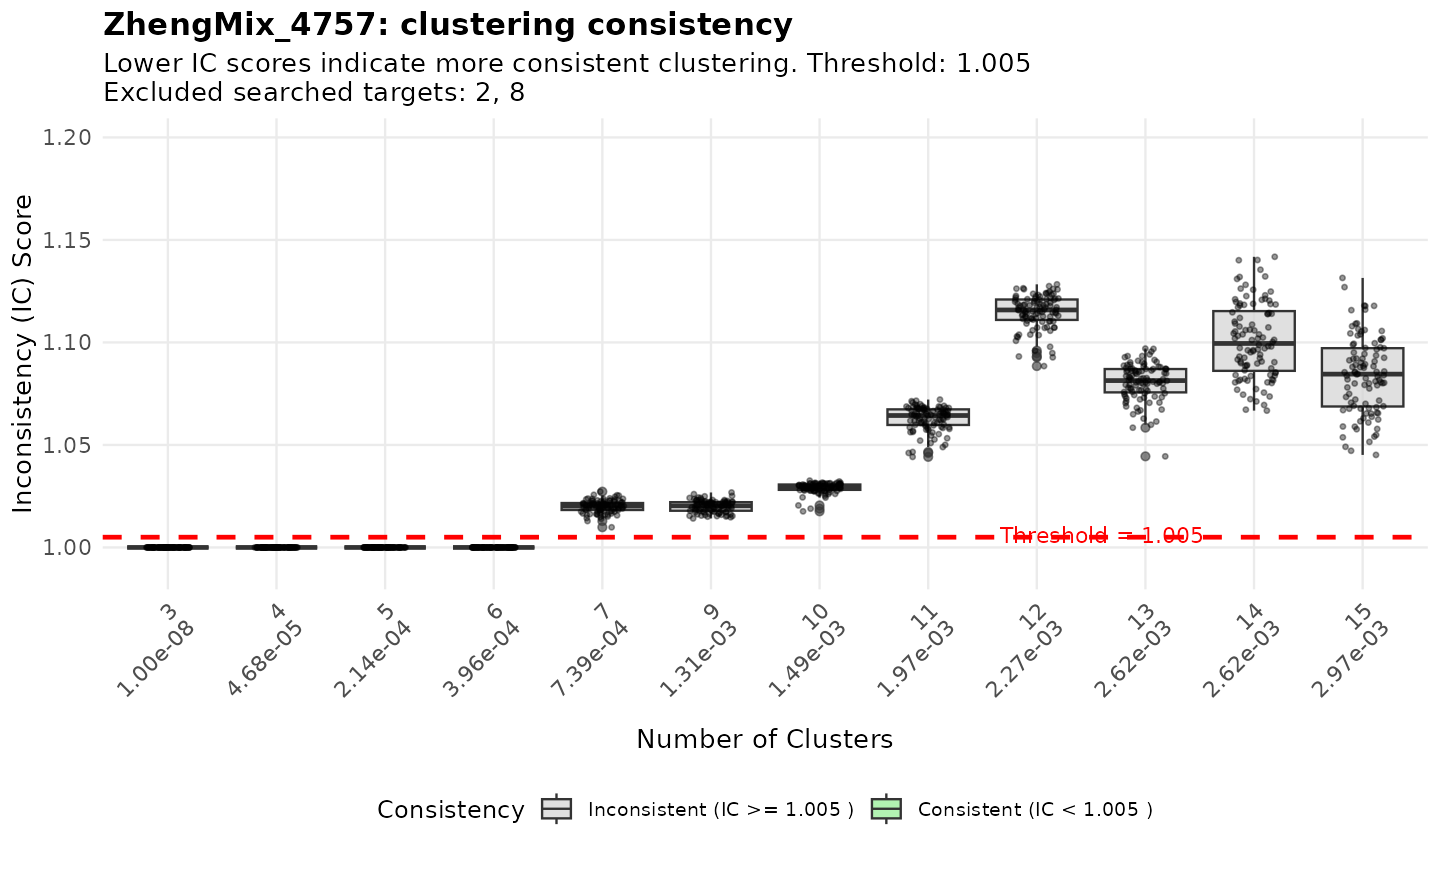 ZhengMix_4757: clustering consistency
Lower IC scores indicate more consistent clustering. Threshold: 1.005
Excluded searched targets: 2, 8
Inconsistency (IC) Score
1.20
1.15
1.10
1.05
1.00
Threshold = 1.005
3
1.00e-08
4
4.68e-05
5
2.14e-04
6
3.96e-04
7
7.39e-04
9
1.31e-03
10
1.49e-03
11
1.97e-03
12
2.27e-03
13
2.62e-03
14
2.62e-03
15
2.97e-03
Number of Clusters
Consistency
Inconsistent (IC >= 1.005 )
Consistent (IC < 1.005 )